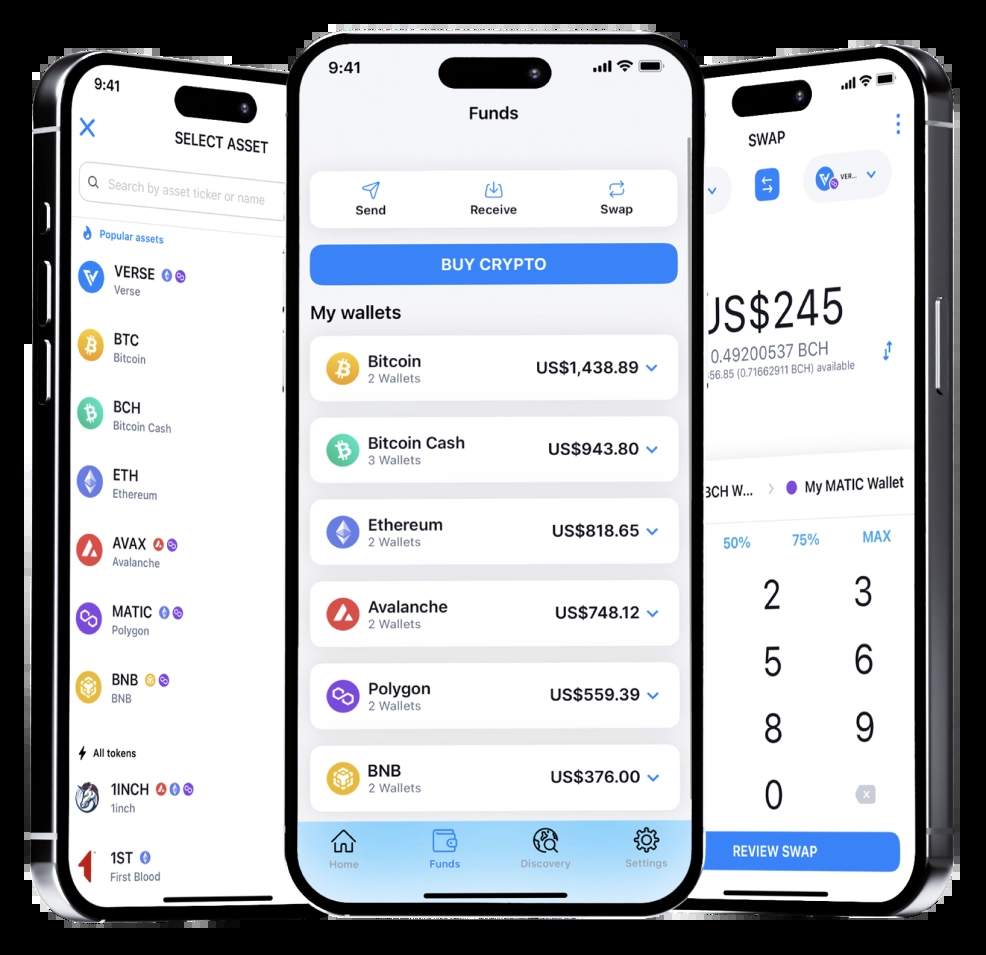 9:41
SELECT ASSET
Search by asset ticker or name
Popular assets
VERSE
Verse
BTC
Bitcoin
BCH
Bitcoin Cash
ETH
Ethereum
AVAX
Avalanche
MATIC
Polygon
BNB
BNB
All tokens
1INCH
1inch
1ST
First Blood
9:41
Funds
Send
Receive
Swap
BUY CRYPTO
My wallets
Bitcoin
US$1,438.89
2 Wallets
Bitcoin Cash
US$943.80
3 Wallets
Ethereum
US$818.65
2 Wallets
Avalanche
US$748.12
2 Wallets
Polygon
US$559.39
2 Wallets
BNB
US$376.00
2 Wallets
Home
Funds
Discovery
Settings
SWAP
VER...
US$245
0.49200537 BCH
56.85 (0.71662911 BCH) available
BCH W... > My MATIC Wallet
50% 75% MAX
2 3
5 6
8 9
0
REVIEW SWAP